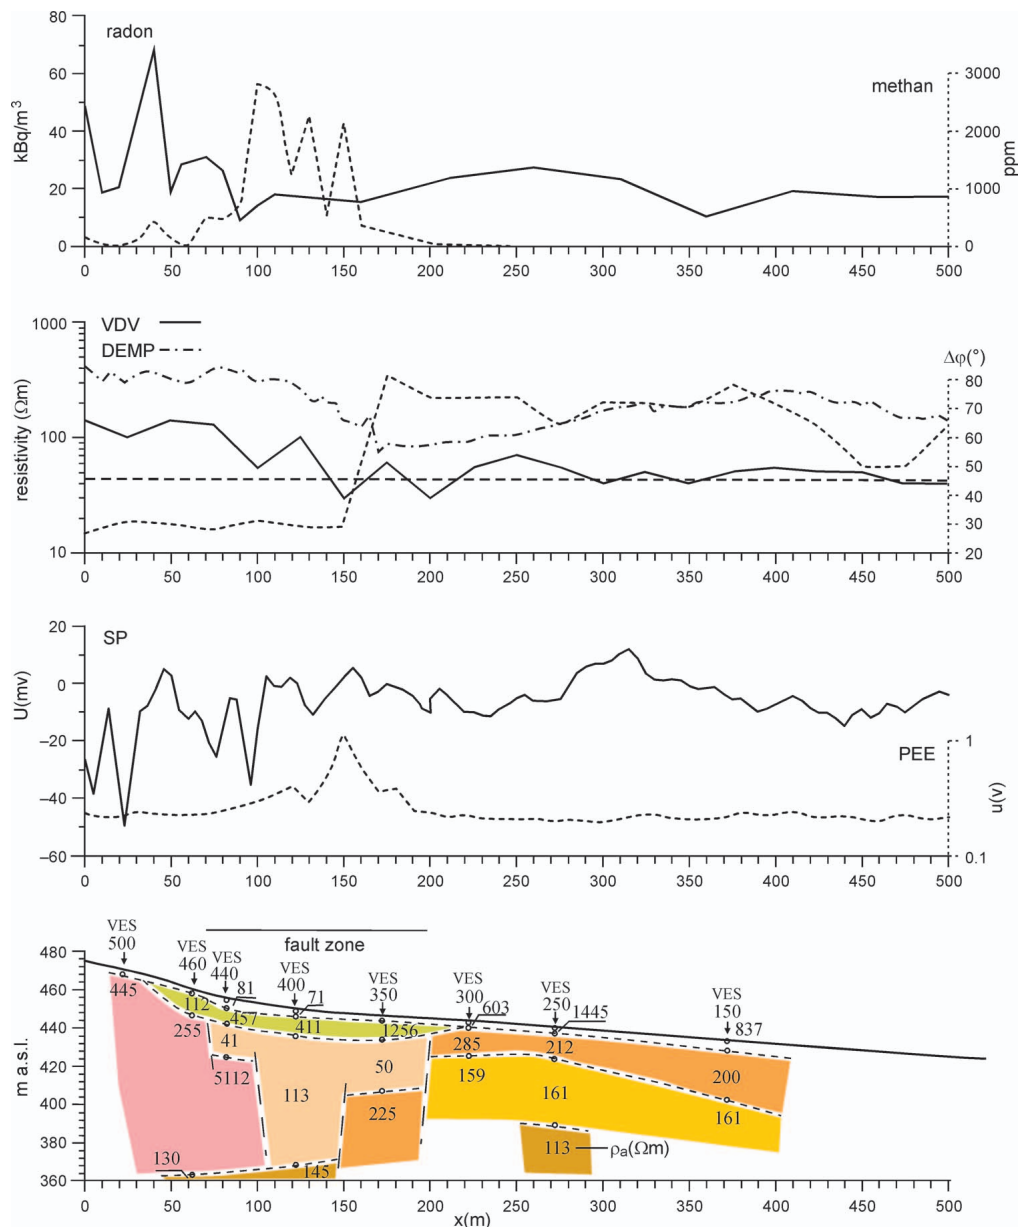 radon
methan
kBq/m³
ppm
80
60
40
20
0
3000
2000
1000
0
0 50 100 150 200 250 300 350 400 450 500
VDV
DEMP
resistivity (Ωm)
Δφ(°)
1000
100
10
80
70
60
50
40
30
20
0 50 100 150 200 250 300 350 400 450 500
SP
PEE
U(mv)
u(v)
20
0
–20
–40
–60
1
0.1
0 50 100 150 200 250 300 350 400 450 500
fault zone
VES 500
VES 460
VES 440
VES 400
VES 350
VES 300
VES 250
VES 150
m a.s.l.
480
460
440
420
400
380
360
81
71
603
1445
837
445
112
457
411
1256
255
41
285
212
5112
50
159
200
113
161
225
161
113
ρa(Ωm)
130
145
0 50 100 150 200 250 300 350 400 450 500
x(m)